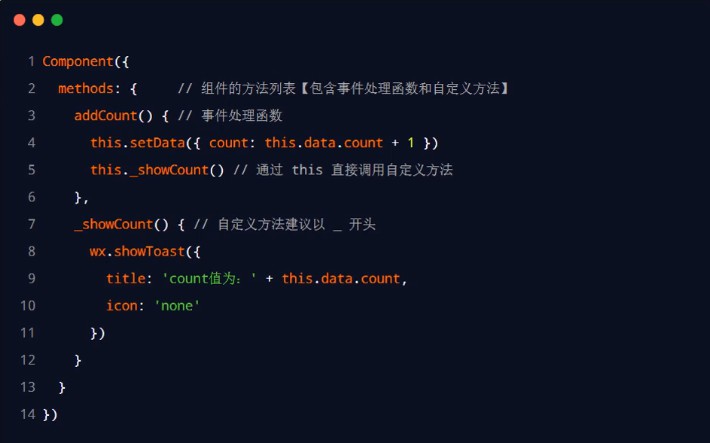 1 Component({
2   methods: {     // 组件的方法列表【包含事件处理函数和自定义方法】
3     addCount() { // 事件处理函数
4       this.setData({ count: this.data.count + 1 })
5       this._showCount() // 通过 this 直接调用自定义方法
6     },
7     _showCount() { // 自定义方法建议以 _ 开头
8       wx.showToast({
9         title: 'count值为：' + this.data.count,
10         icon: 'none'
11       })
12     }
13   }
14 })